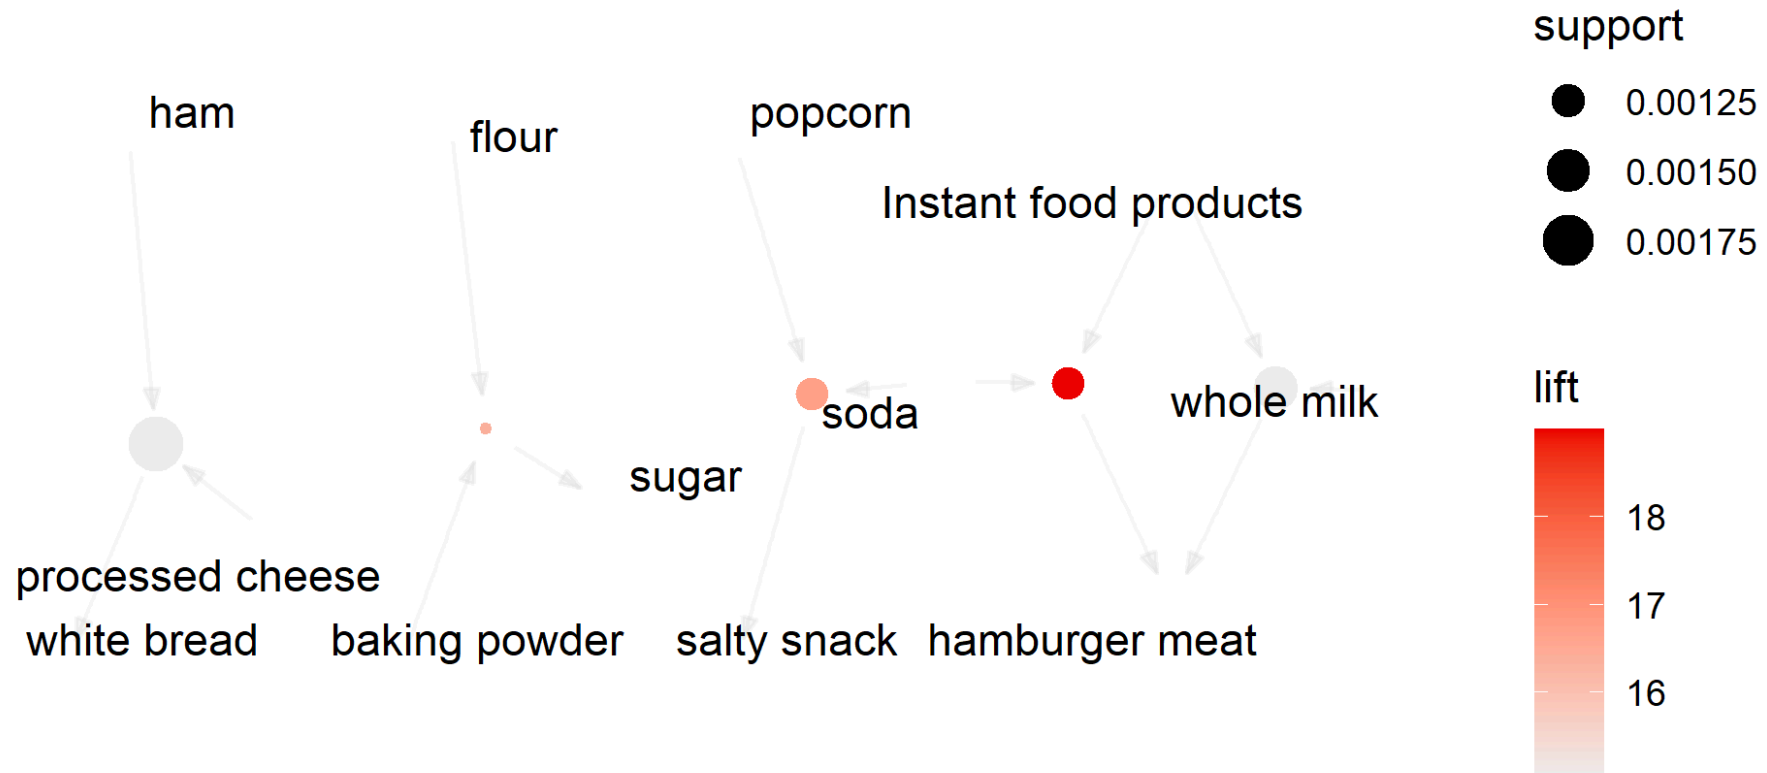 support
0.00125
0.00150
0.00175
ham
flour
popcorn
Instant food products
soda
whole milk
sugar
processed cheese
white bread
baking powder
salty snack
hamburger meat
lift
18
17
16